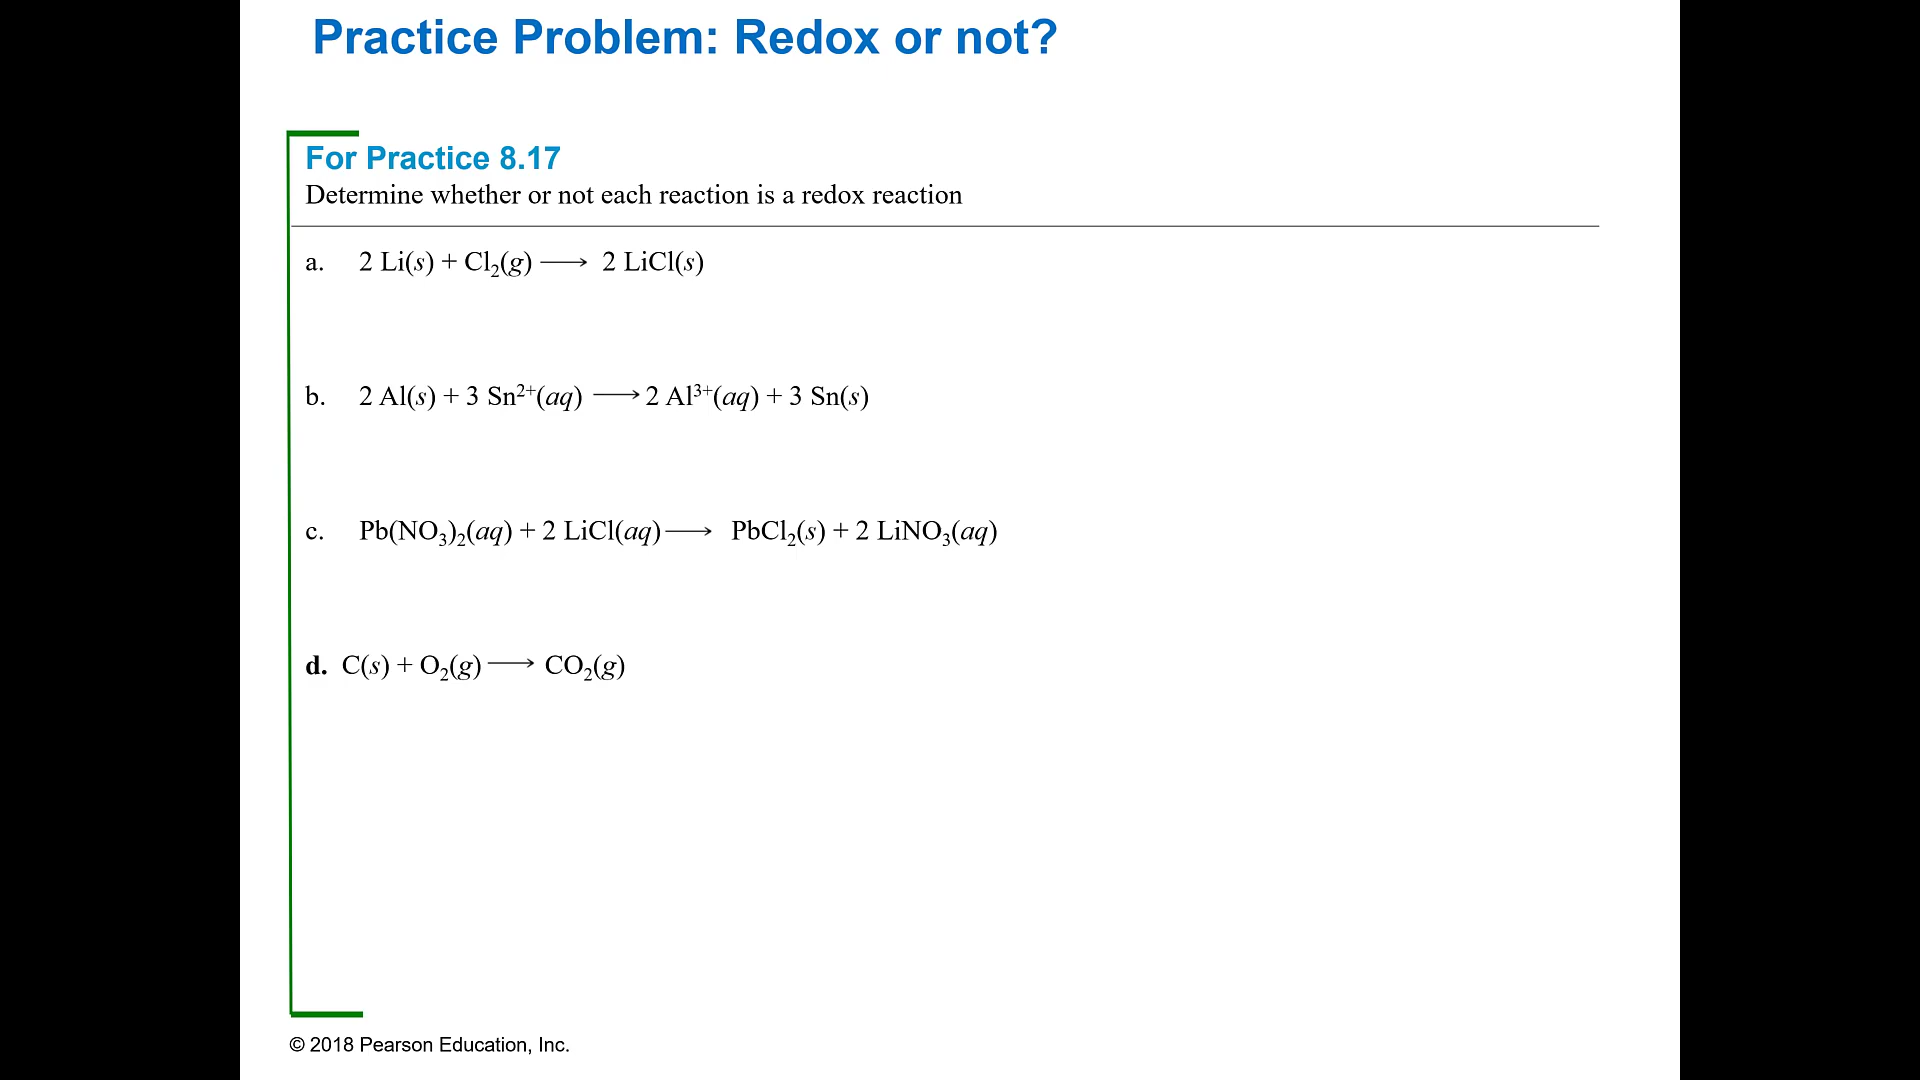 Practice Problem: Redox or not?
For Practice 8.17
Determine whether or not each reaction is a redox reaction
a. 2 Li(s) + Cl₂(g) ⟶ 2 LiCl(s)
b. 2 Al(s) + 3 Sn²⁺(aq) ⟶ 2 Al³⁺(aq) + 3 Sn(s)
c. Pb(NO₃)₂(aq) + 2 LiCl(aq) ⟶ PbCl₂(s) + 2 LiNO₃(aq)
d. C(s) + O₂(g) ⟶ CO₂(g)
© 2018 Pearson Education, Inc.